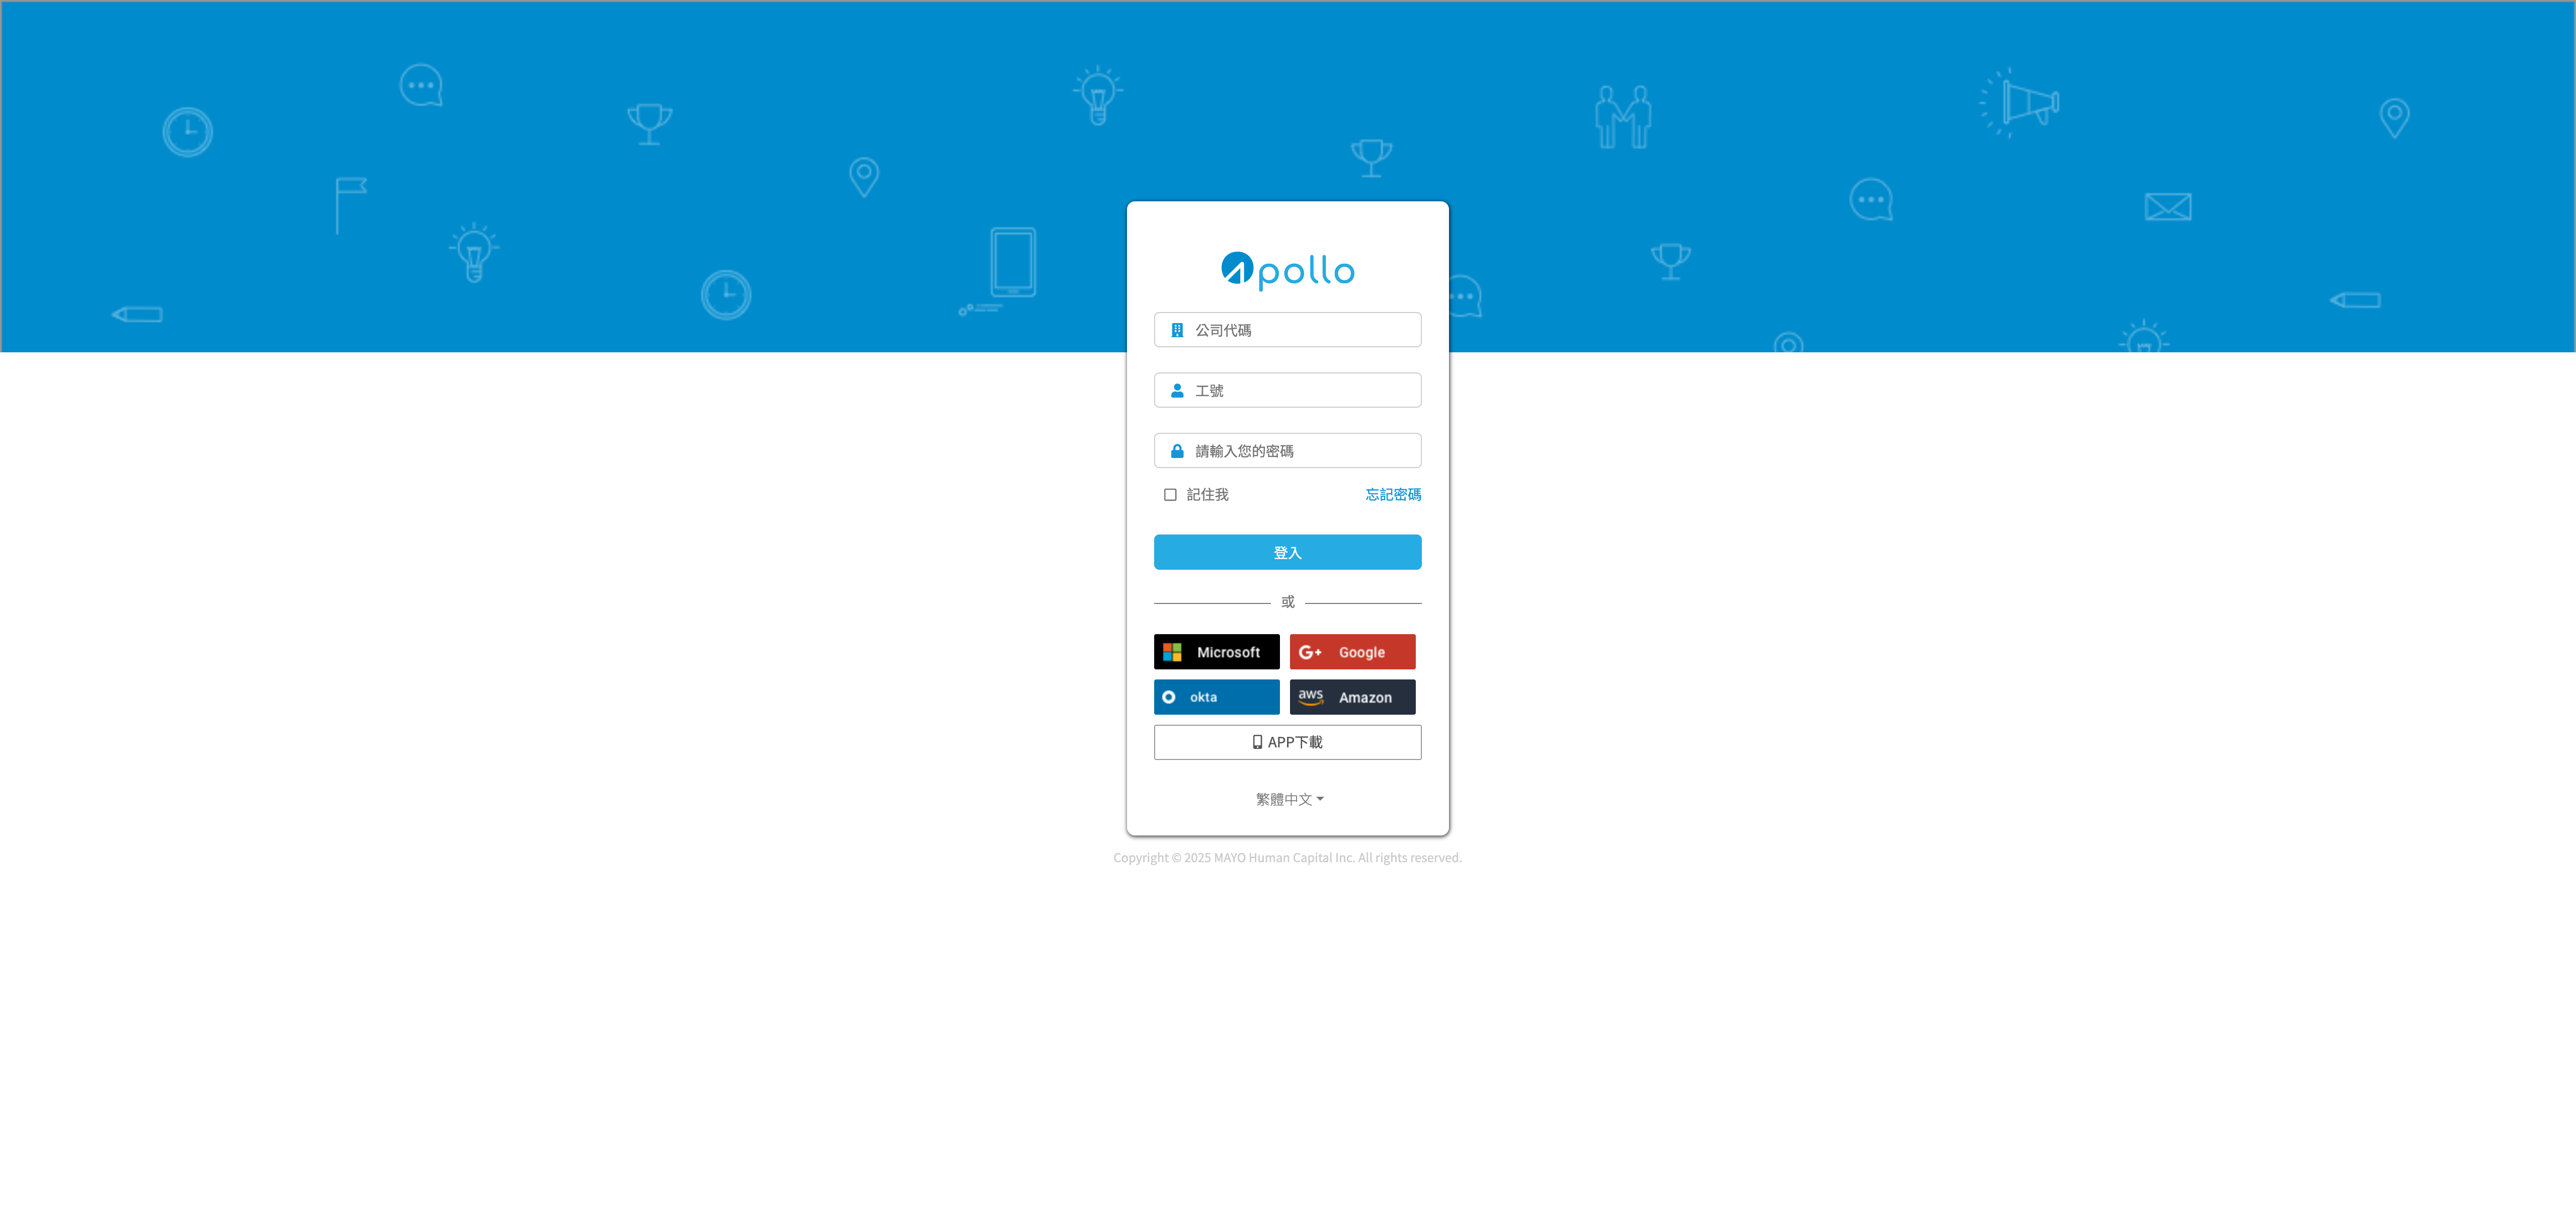 Apollo
公司代碼
工號
請輸入您的密碼
記住我 忘記密碼
登入
或
Microsoft G+ Google
okta aws Amazon
APP下載
繁體中文
Copyright © 2025 MAYO Human Capital Inc. All rights reserved.